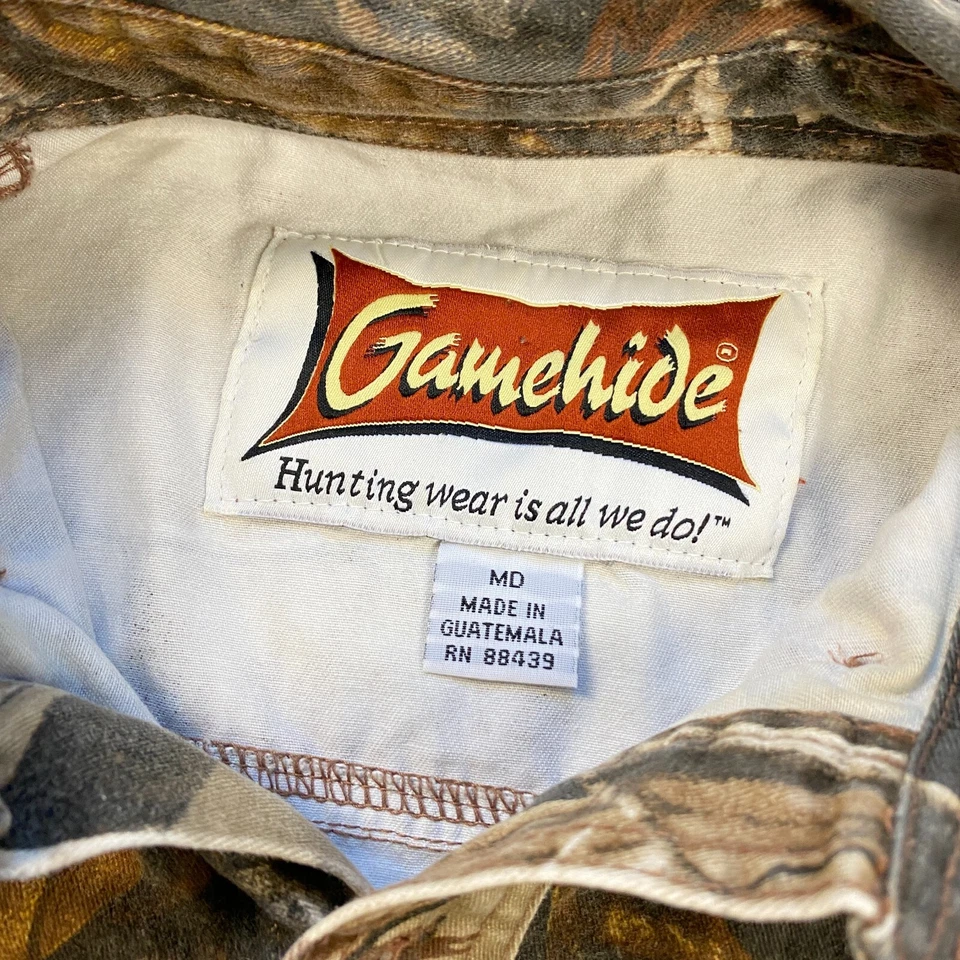 Gamehide®
Hunting wear is all we do!™
MD
MADE IN
GUATEMALA
RN 88439